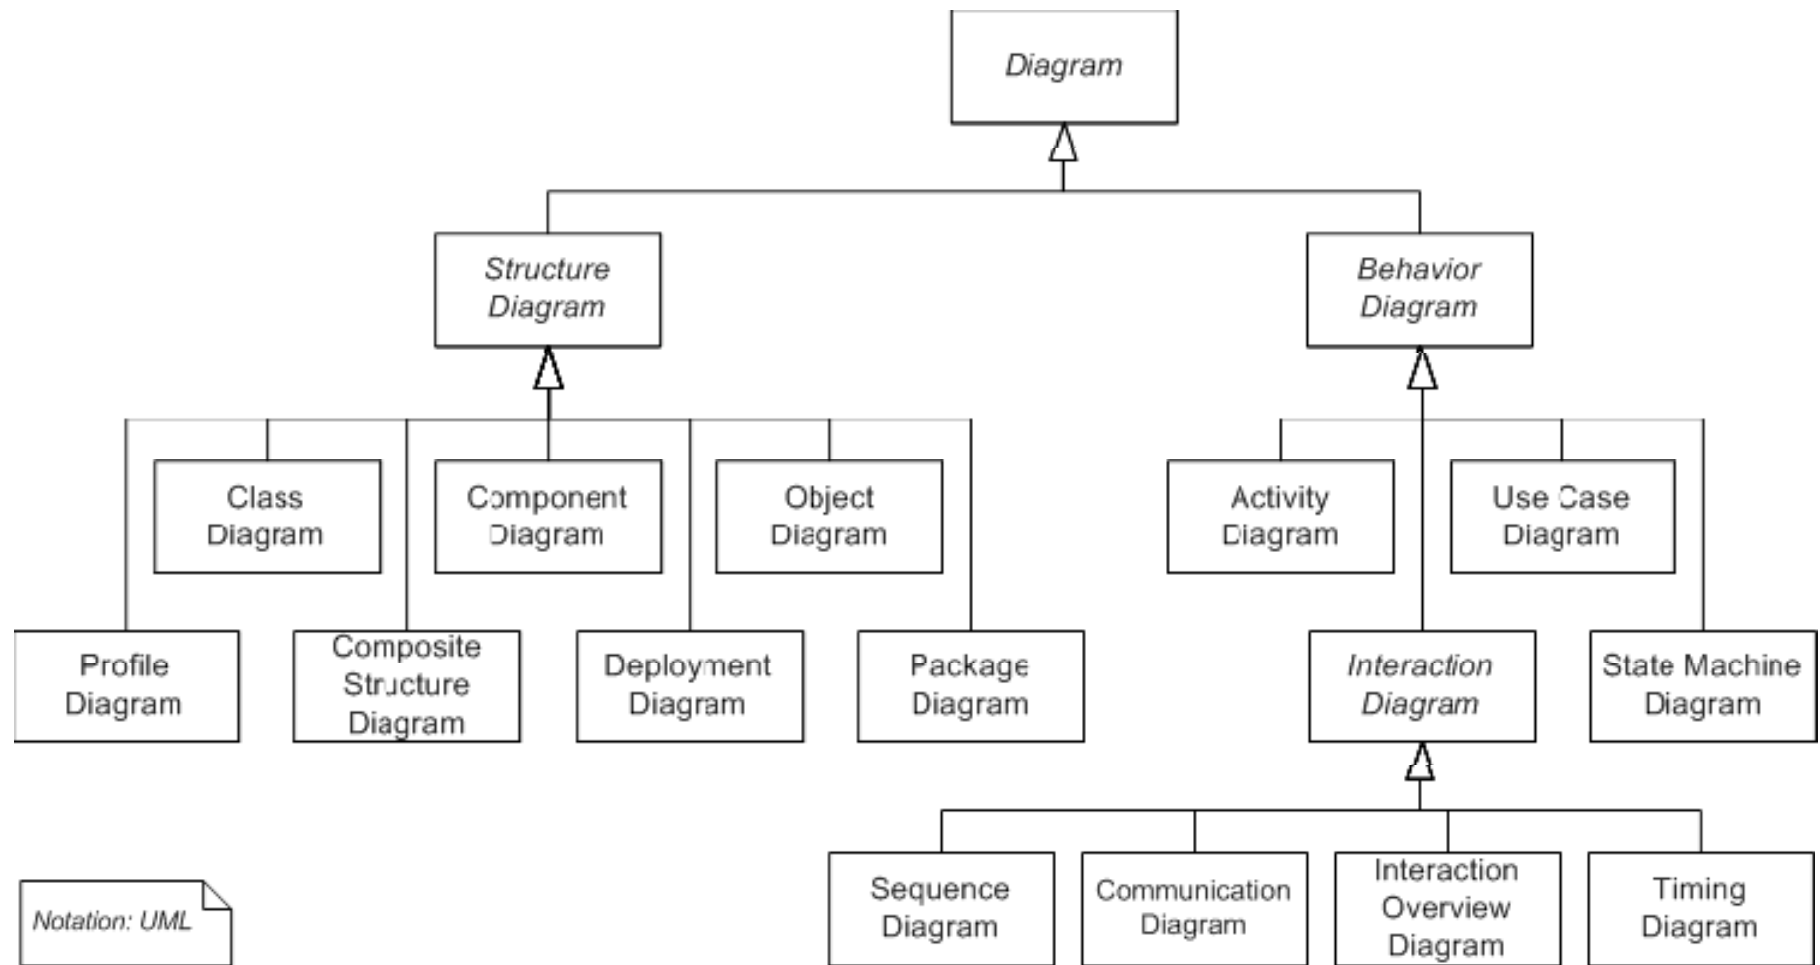 Diagram
Structure
Diagram
Behavior
Diagram
Class
Diagram
Component
Diagram
Object
Diagram
Activity
Diagram
Use Case
Diagram
Profile
Diagram
Composite
Structure
Diagram
Deployment
Diagram
Package
Diagram
Interaction
Diagram
State Machine
Diagram
Sequence
Diagram
Communication
Diagram
Interaction
Overview
Diagram
Timing
Diagram
Notation: UML